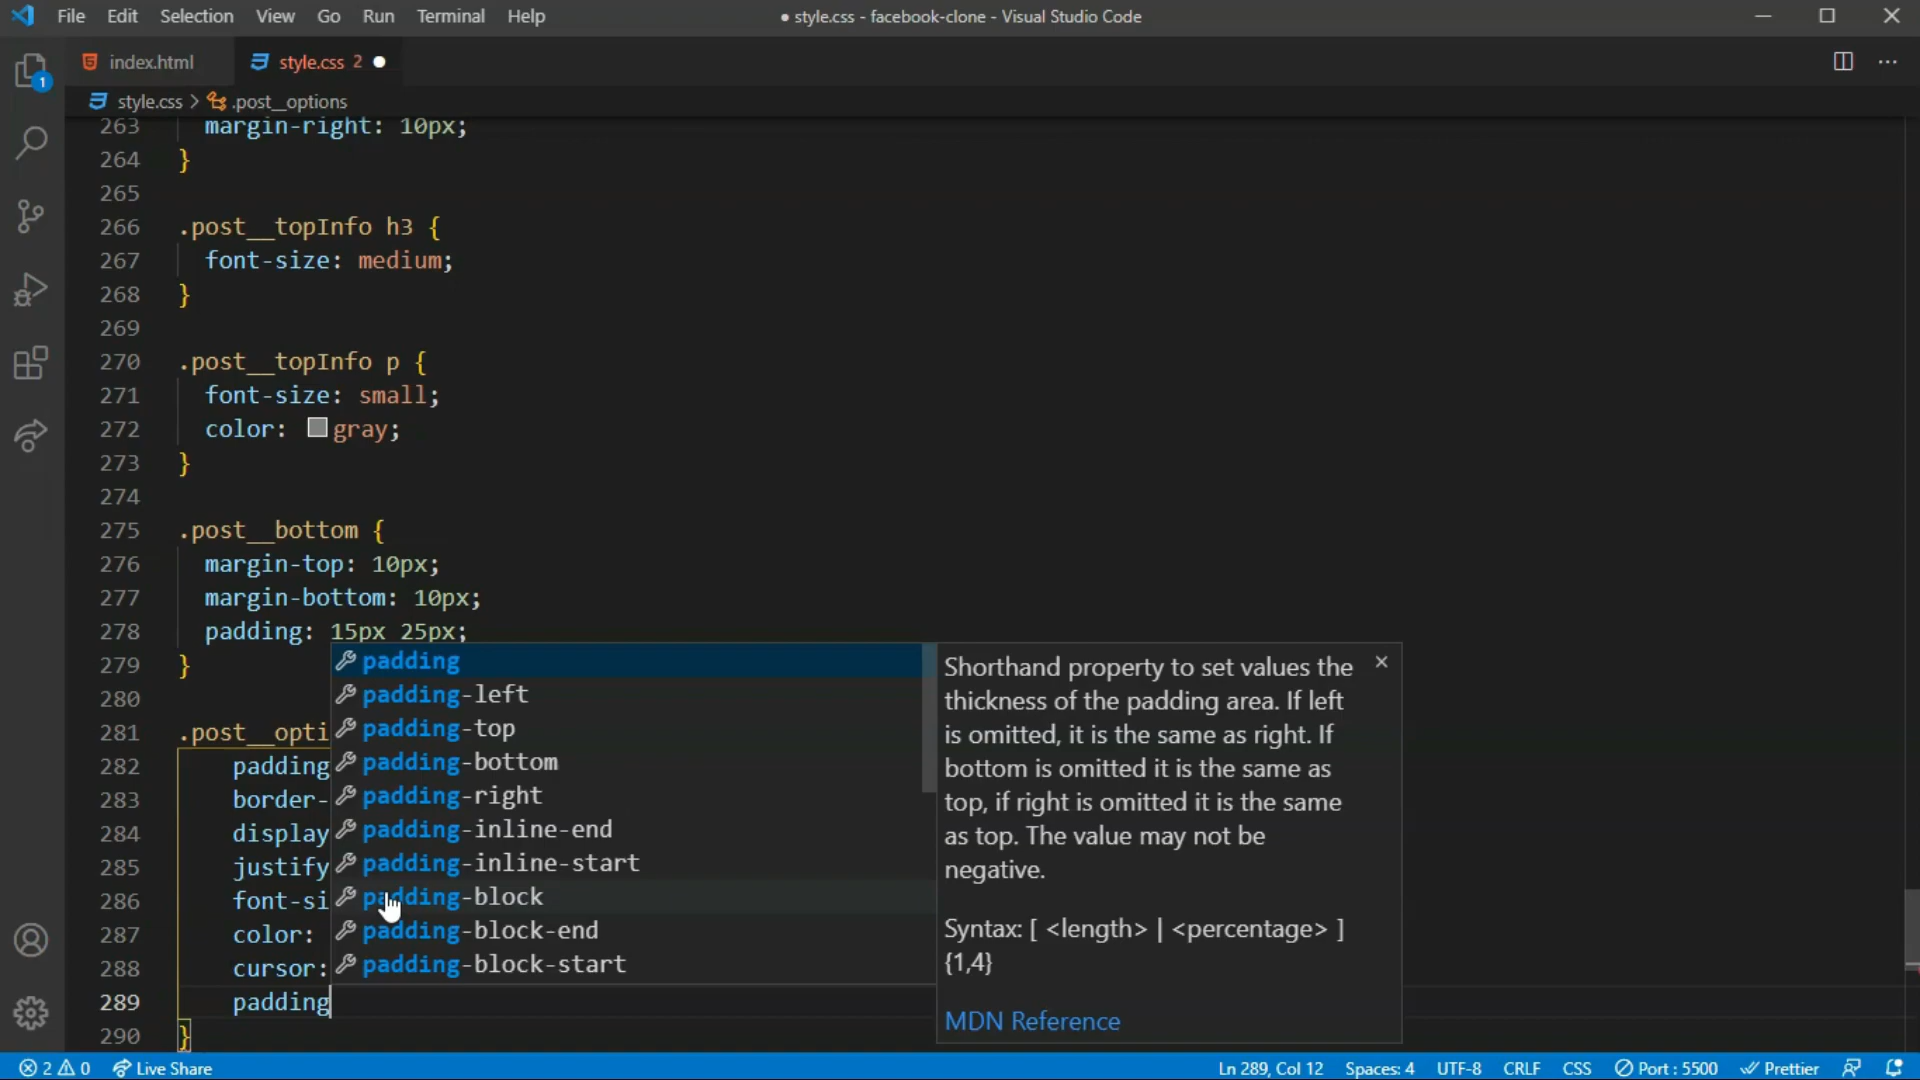 File Edit Selection View Go Run Terminal Help
● style.css - facebook-clone - Visual Studio Code
1
index.html
style.css 2 ●
style.css > .post__options
263 margin-right: 10px;
264 }
265
266 .post__topInfo h3 {
267 font-size: medium;
268 }
269
270 .post__topInfo p {
271 font-size: small;
272 color: gray;
273 }
274
275 .post__bottom {
276 margin-top: 10px;
277 margin-bottom: 10px;
278 padding: 15px 25px;
279 }
280
281 .post__opti
282 padding
283 border-
284 display
285 justify
286 font-si
287 color:
288 cursor:
289 padding
290 }
padding
padding-left
padding-top
padding-bottom
padding-right
padding-inline-end
padding-inline-start
padding-block
padding-block-end
padding-block-start
Shorthand property to set values the
thickness of the padding area. If left
is omitted, it is the same as right. If
bottom is omitted it is the same as
top, if right is omitted it is the same
as top. The value may not be
negative.
Syntax: [ <length> | <percentage> ]
{1,4}
MDN Reference
2 0 Live Share
Ln 289, Col 12 Spaces: 4 UTF-8 CRLF CSS Port : 5500 Prettier